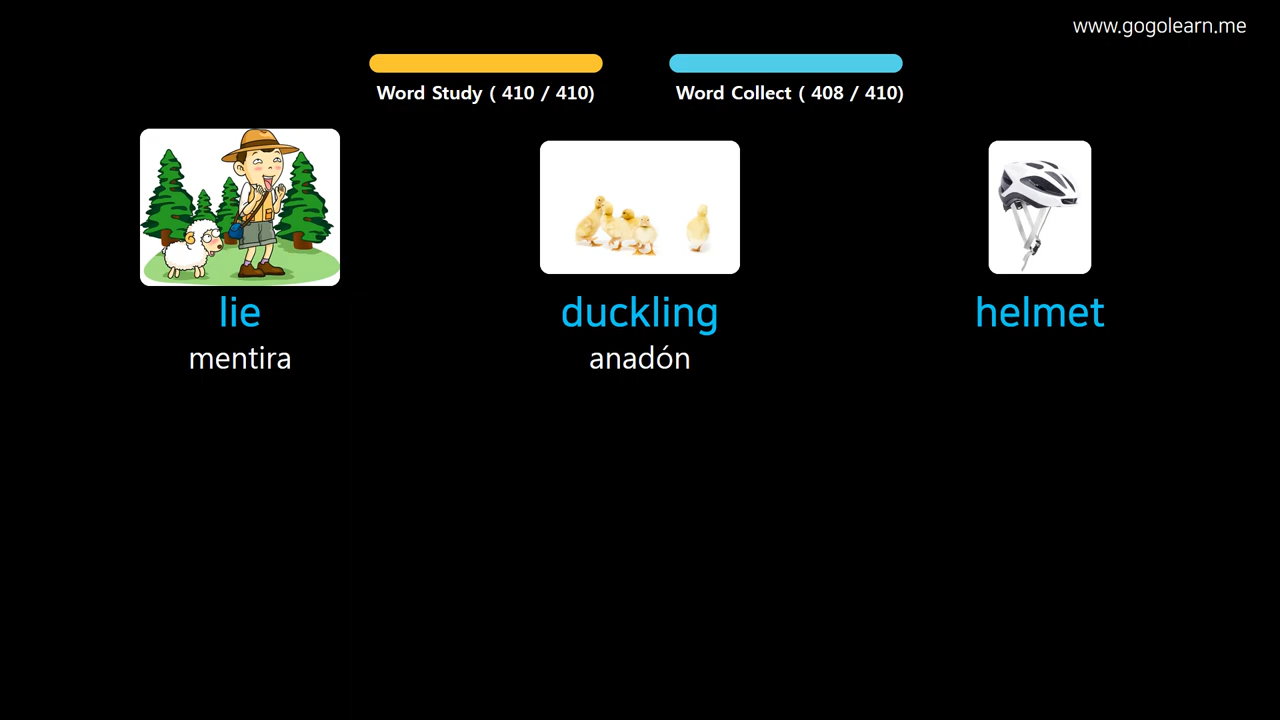 www.gogolearn.me
Word Study ( 410 / 410)
Word Collect ( 408 / 410)
lie
duckling
helmet
mentira
anadón